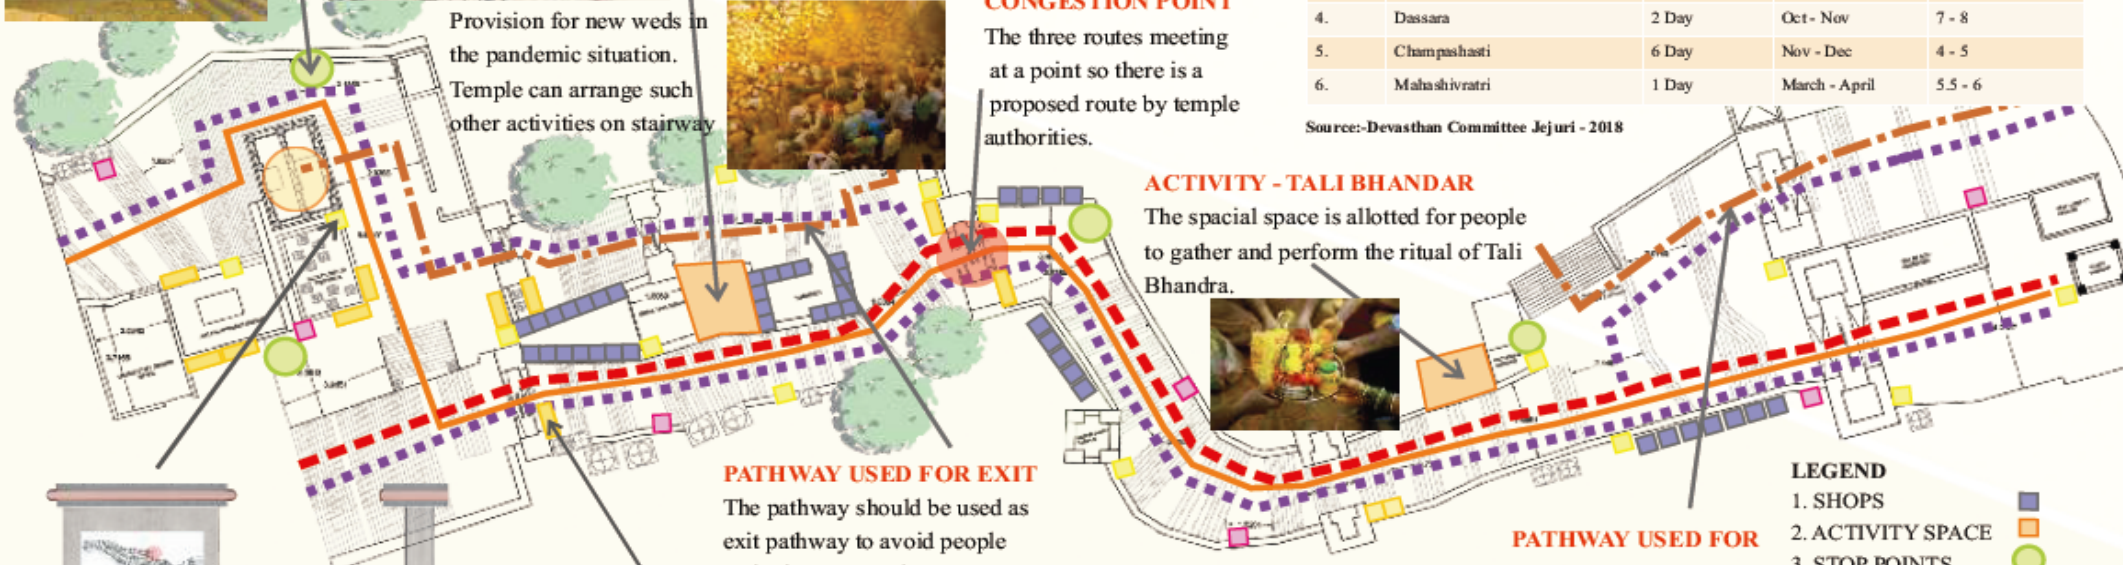 Provision for new weds in
the pandemic situation.
Temple can arrange such
other activities on stairway
CONGESTION POINT
The three routes meeting
at a point so there is a
proposed route by temple
authorities.
4. Dassara 2 Day Oct - Nov 7 - 8
5. Champashasti 6 Day Nov - Dec 4 - 5
6. Mahashivratri 1 Day March - April 5.5 - 6
Source:-Devasthan Committee Jejuri - 2018
ACTIVITY - TALI BHANDAR
The spacial space is allotted for people
to gather and perform the ritual of Tali
Bhandra.
PATHWAY USED FOR EXIT
The pathway should be used as
exit pathway to avoid people
PATHWAY USED FOR
LEGEND
1. SHOPS
2. ACTIVITY SPACE
3. STOP POINTS